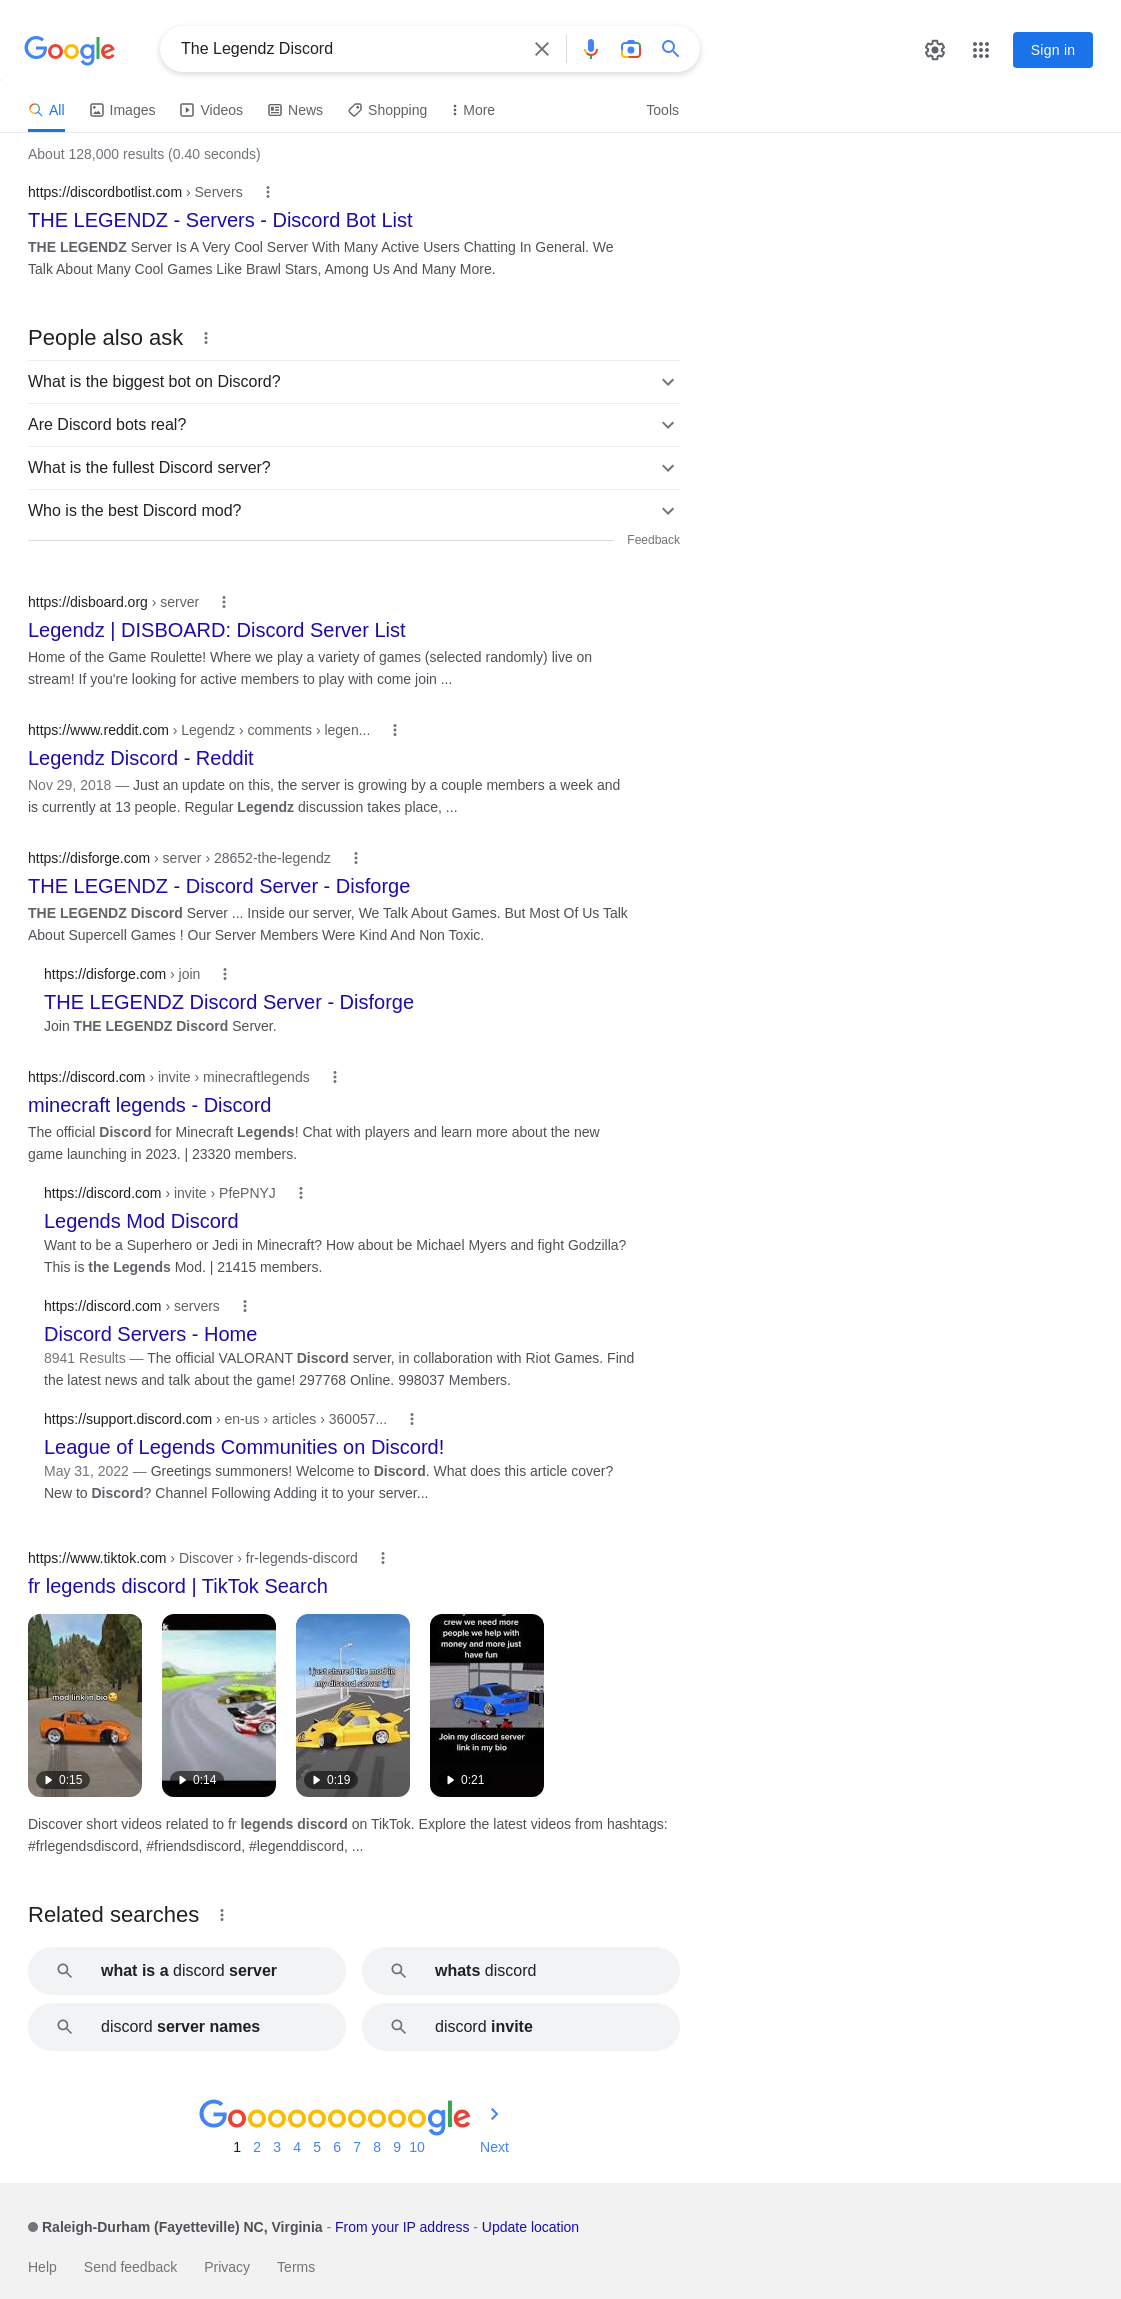 Google
The Legendz Discord
Sign in
All
Images
Videos
News
Shopping
More
Tools
About 128,000 results (0.40 seconds)
https://discordbotlist.com › Servers
THE LEGENDZ - Servers - Discord Bot List
THE LEGENDZ Server Is A Very Cool Server With Many Active Users Chatting In General. We
Talk About Many Cool Games Like Brawl Stars, Among Us And Many More.
People also ask
What is the biggest bot on Discord?
Are Discord bots real?
What is the fullest Discord server?
Who is the best Discord mod?
Feedback
https://disboard.org › server
Legendz | DISBOARD: Discord Server List
Home of the Game Roulette! Where we play a variety of games (selected randomly) live on
stream! If you're looking for active members to play with come join ...
https://www.reddit.com › Legendz › comments › legen...
Legendz Discord - Reddit
Nov 29, 2018 — Just an update on this, the server is growing by a couple members a week and
is currently at 13 people. Regular Legendz discussion takes place, ...
https://disforge.com › server › 28652-the-legendz
THE LEGENDZ - Discord Server - Disforge
THE LEGENDZ Discord Server ... Inside our server, We Talk About Games. But Most Of Us Talk
About Supercell Games ! Our Server Members Were Kind And Non Toxic.
https://disforge.com › join
THE LEGENDZ Discord Server - Disforge
Join THE LEGENDZ Discord Server.
https://discord.com › invite › minecraftlegends
minecraft legends - Discord
The official Discord for Minecraft Legends! Chat with players and learn more about the new
game launching in 2023. | 23320 members.
https://discord.com › invite › PfePNYJ
Legends Mod Discord
Want to be a Superhero or Jedi in Minecraft? How about be Michael Myers and fight Godzilla?
This is the Legends Mod. | 21415 members.
https://discord.com › servers
Discord Servers - Home
8941 Results — The official VALORANT Discord server, in collaboration with Riot Games. Find
the latest news and talk about the game! 297768 Online. 998037 Members.
https://support.discord.com › en-us › articles › 360057...
League of Legends Communities on Discord!
May 31, 2022 — Greetings summoners! Welcome to Discord. What does this article cover?
New to Discord? Channel Following Adding it to your server...
https://www.tiktok.com › Discover › fr-legends-discord
fr legends discord | TikTok Search
mod link in bio
0:15
0:14
i just shared the mod in
my discord server
0:19
crew we need more
people we help with
money and more just
have fun
Join my discord server
link in my bio
0:21
Discover short videos related to fr legends discord on TikTok. Explore the latest videos from hashtags:
#frlegendsdiscord, #friendsdiscord, #legenddiscord, ...
Related searches
what is a discord server
whats discord
discord server names
discord invite
Goooooooooogle
1 2 3 4 5 6 7 8 9 10 Next
Raleigh-Durham (Fayetteville) NC, Virginia - From your IP address - Update location
Help
Send feedback
Privacy
Terms